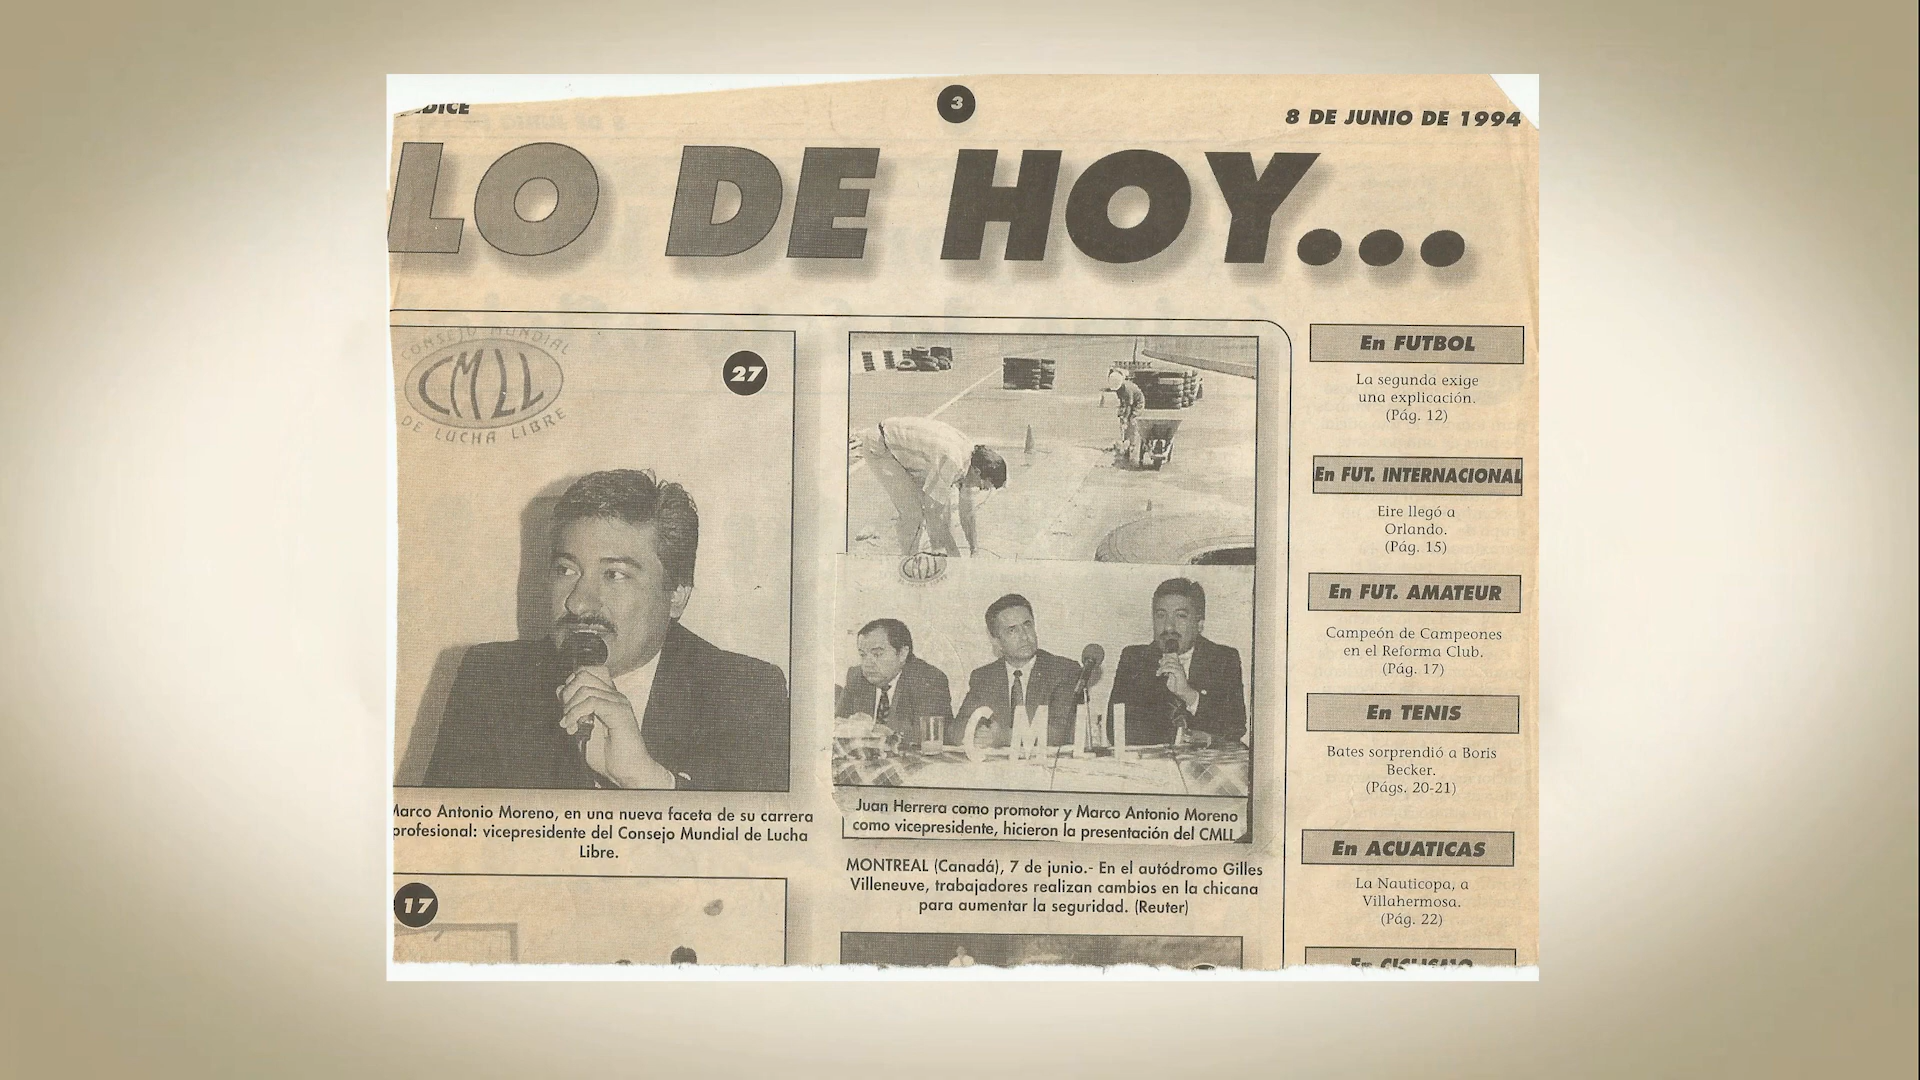 3
8 DE JUNIO DE 1994
LO DE HOY...
CONSEJO MUNDIAL
CMLL
DE LUCHA LIBRE
27
Marco Antonio Moreno, en una nueva faceta de su carrera
profesional: vicepresidente del Consejo Mundial de Lucha
Libre.
17
CMLL
CMLL
Juan Herrera como promotor y Marco Antonio Moreno
como vicepresidente, hicieron la presentación del CMLL
MONTREAL (Canadá), 7 de junio.- En el autódromo Gilles
Villeneuve, trabajadores realizan cambios en la chicana
para aumentar la seguridad. (Reuter)
En FUTBOL
La segunda exige
una explicación.
(Pág. 12)
En FUT. INTERNACIONAL
Eire llegó a
Orlando.
(Pág. 15)
En FUT. AMATEUR
Campeón de Campeones
en el Reforma Club.
(Pág. 17)
En TENIS
Bates sorprendió a Boris
Becker.
(Págs. 20-21)
En ACUATICAS
La Nauticopa, a
Villahermosa.
(Pág. 22)
En CICLISMO